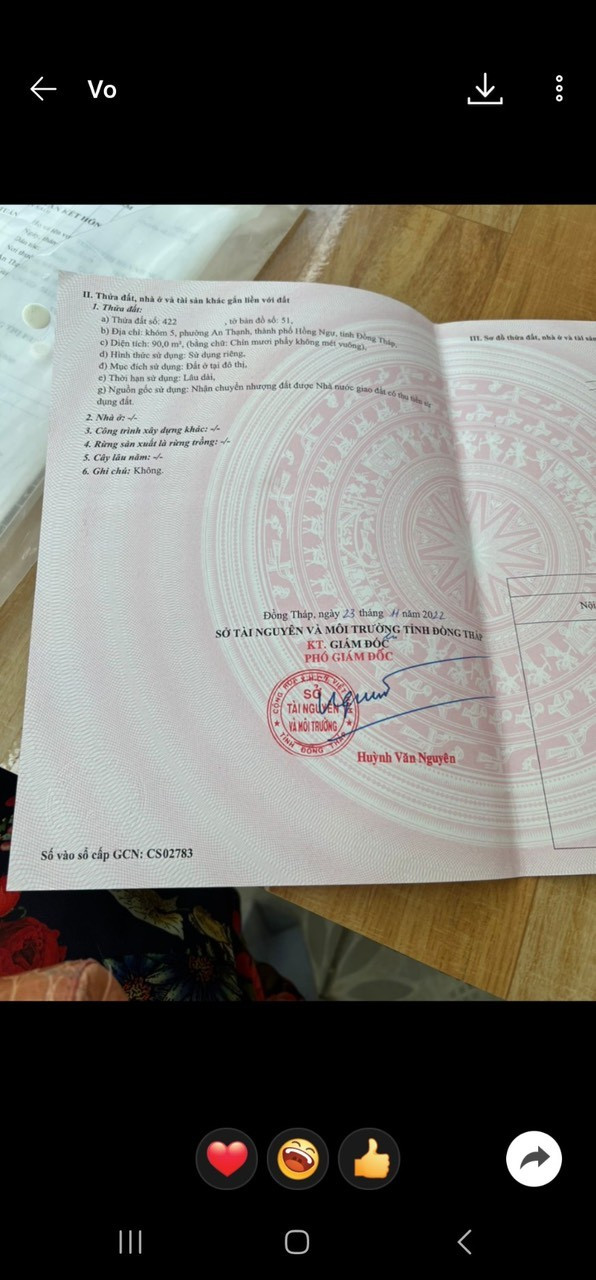 Vo
ẾT HÔN
II. Thửa đất, nhà ở và tài sản khác gắn liền với đất
1. Thửa đất:
a) Thửa đất số: 422 , tờ bản đồ số: 51,
b) Địa chỉ: khóm 5, phường An Thạnh, thành phố Hồng Ngự, tỉnh Đồng Tháp,
c) Diện tích: 90,0 m², (bằng chữ: Chín mươi phẩy không mét vuông),
d) Hình thức sử dụng: Sử dụng riêng,
đ) Mục đích sử dụng: Đất ở tại đô thị,
e) Thời hạn sử dụng: Lâu dài,
g) Nguồn gốc sử dụng: Nhận chuyển nhượng đất được Nhà nước giao đất có thu tiền sử
dụng đất.
2. Nhà ở: -/-
3. Công trình xây dựng khác: -/-
4. Rừng sản xuất là rừng trồng: -/-
5. Cây lâu năm: -/-
6. Ghi chú: Không.
III. Sơ đồ thửa đất, nhà ở và tài sản
Nội
Đồng Tháp, ngày 23 tháng 11 năm 2022
SỞ TÀI NGUYÊN VÀ MÔI TRƯỜNG TỈNH ĐỒNG THÁP
KT. GIÁM ĐỐC
PHÓ GIÁM ĐỐC
SỞ
TÀI NGUYÊN
VÀ MÔI TRƯỜNG
TỈNH ĐỒNG THÁP
Huỳnh Văn Nguyên
Số vào sổ cấp GCN: CS02783